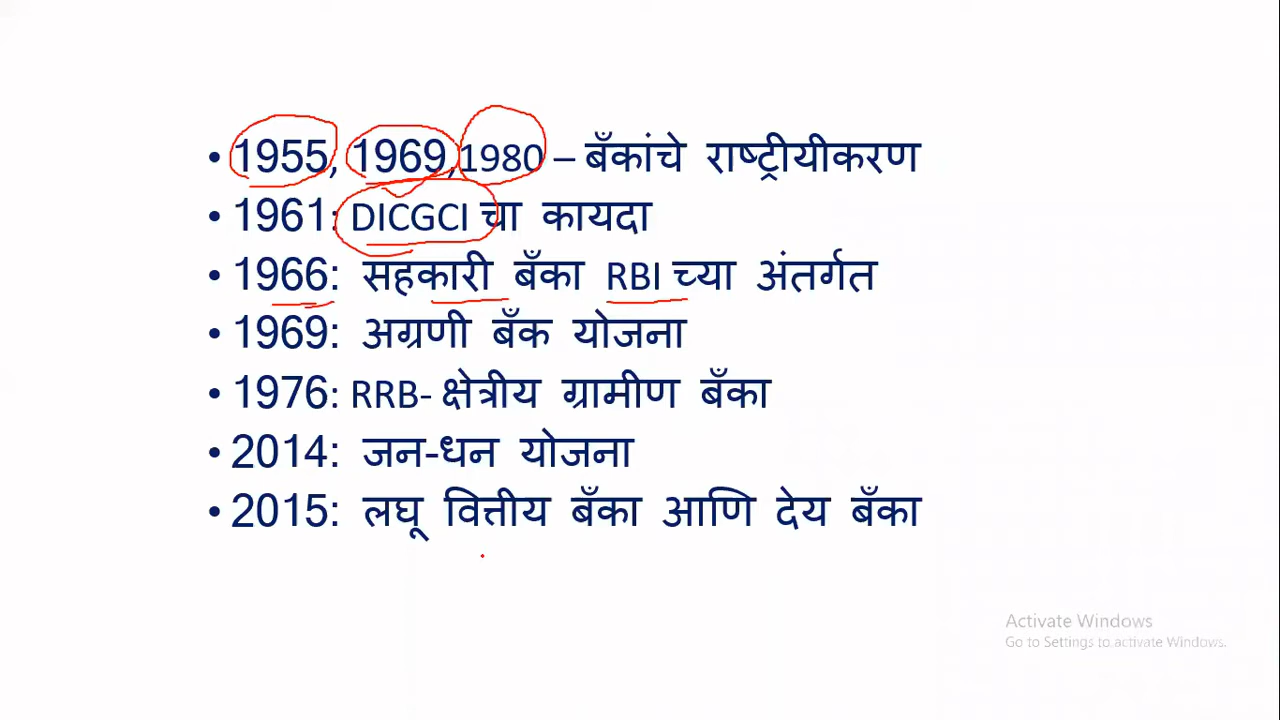 • 1955, 1969,1980 – बँकांचे राष्ट्रीयीकरण
• 1961: DICGCI चा कायदा
• 1966: सहकारी बँका RBI च्या अंतर्गत
• 1969: अग्रणी बँक योजना
• 1976: RRB- क्षेत्रीय ग्रामीण बँका
• 2014: जन-धन योजना
• 2015: लघू वित्तीय बँका आणि देय बँका
Activate Windows
Go to Settings to activate Windows.